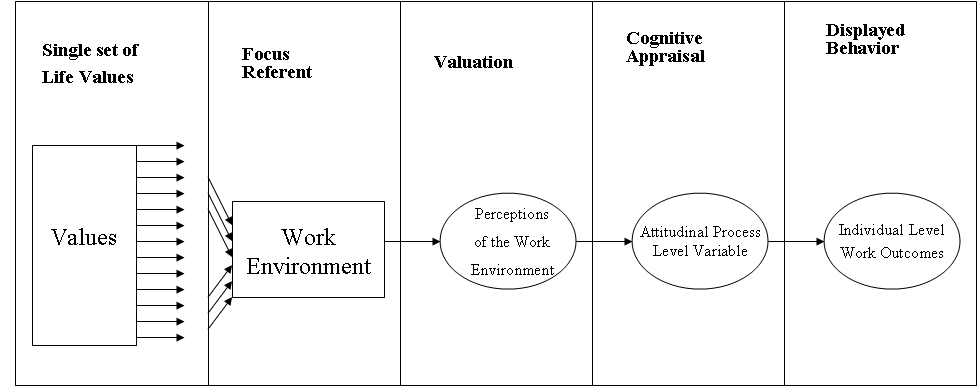 Single set of
Life Values
Focus
Referent
Valuation
Cognitive
Appraisal
Displayed
Behavior
Values
Work
Environment
Perceptions
of the Work
Environment
Attitudinal Process
Level Variable
Individual Level
Work Outcomes